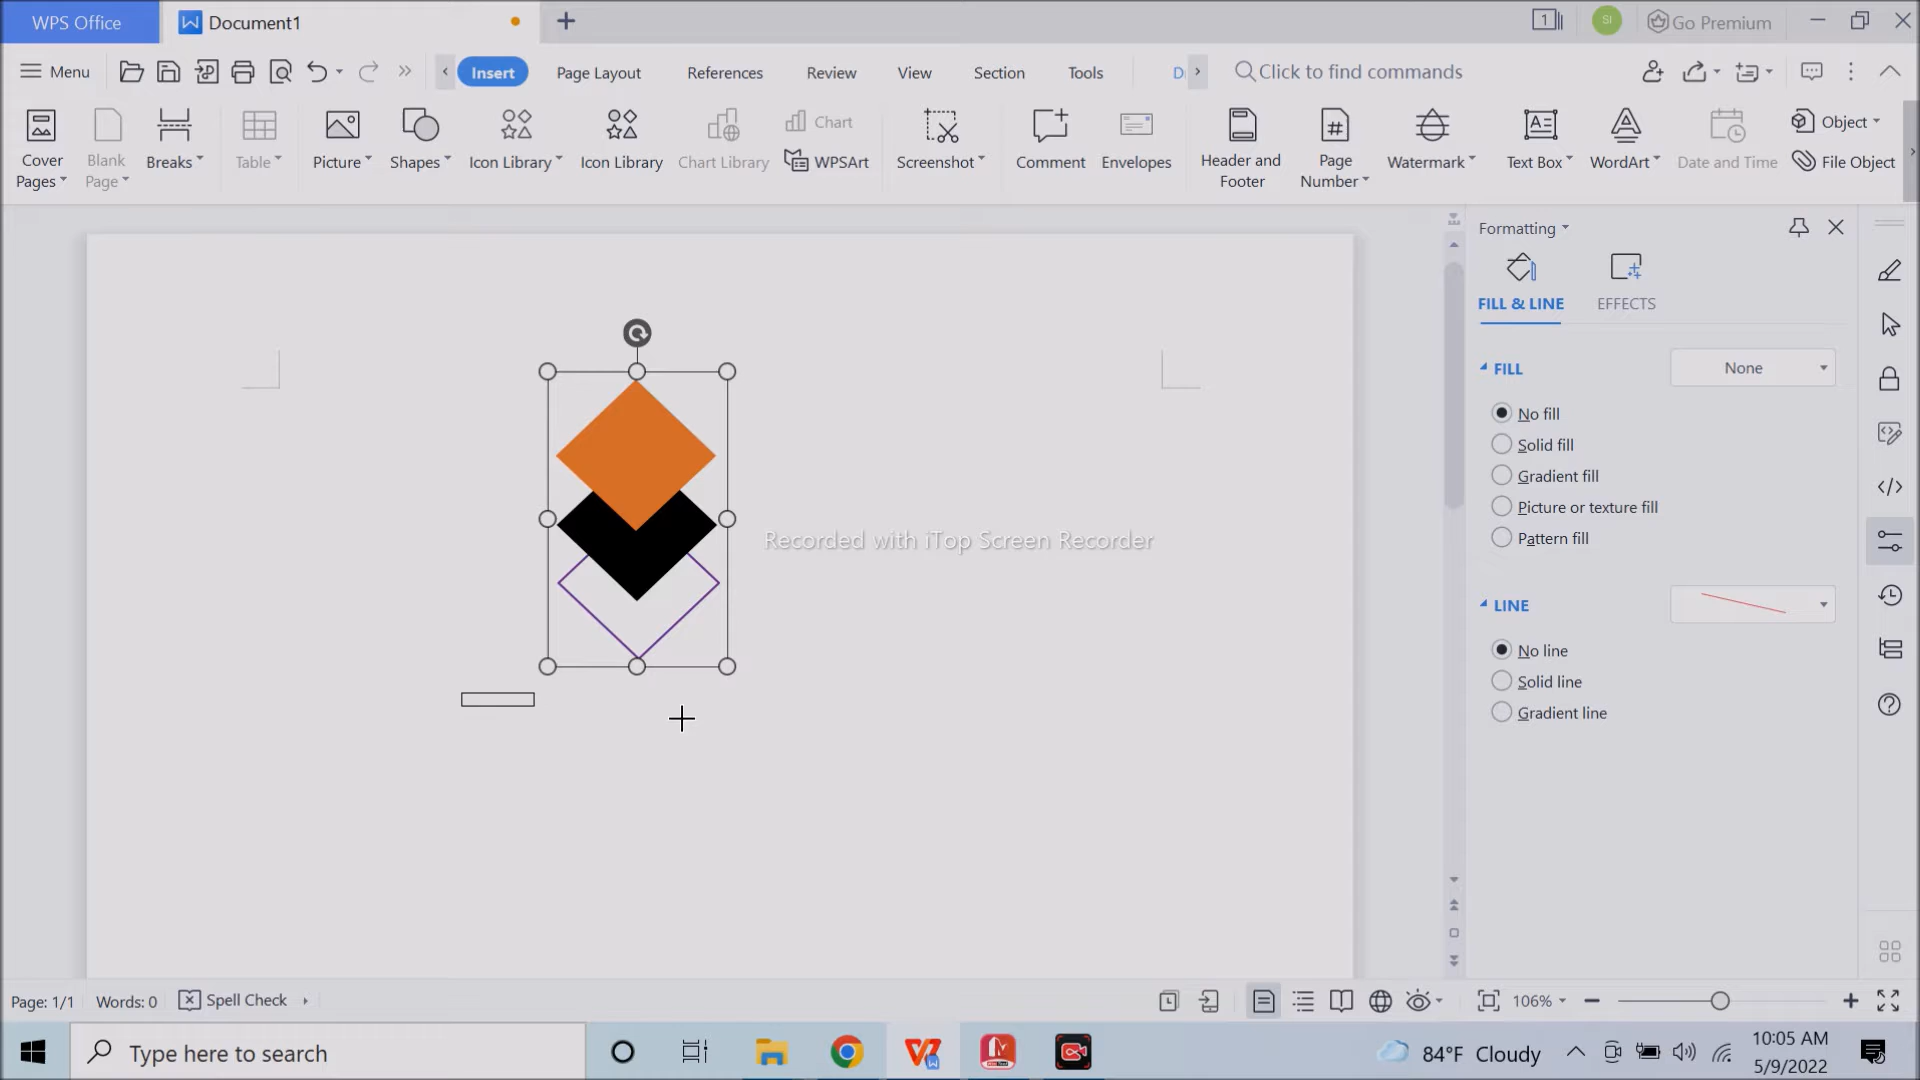 WPS Office
Document1
1
SI
Go Premium
Menu
Insert
Page Layout
References
Review
View
Section
Tools
D
Click to find commands
Cover Pages
Blank Page
Breaks
Table
Picture
Shapes
Icon Library
Icon Library
Chart Library
Chart
WPSArt
Screenshot
Comment
Envelopes
Header and Footer
Page Number
Watermark
Text Box
WordArt
Date and Time
Object
File Object
Formatting
FILL & LINE
EFFECTS
FILL
None
No fill
Solid fill
Gradient fill
Picture or texture fill
Pattern fill
LINE
No line
Solid line
Gradient line
Recorded with iTop Screen Recorder
Page: 1/1
Words: 0
Spell Check
106%
Type here to search
84°F Cloudy
10:05 AM
5/9/2022